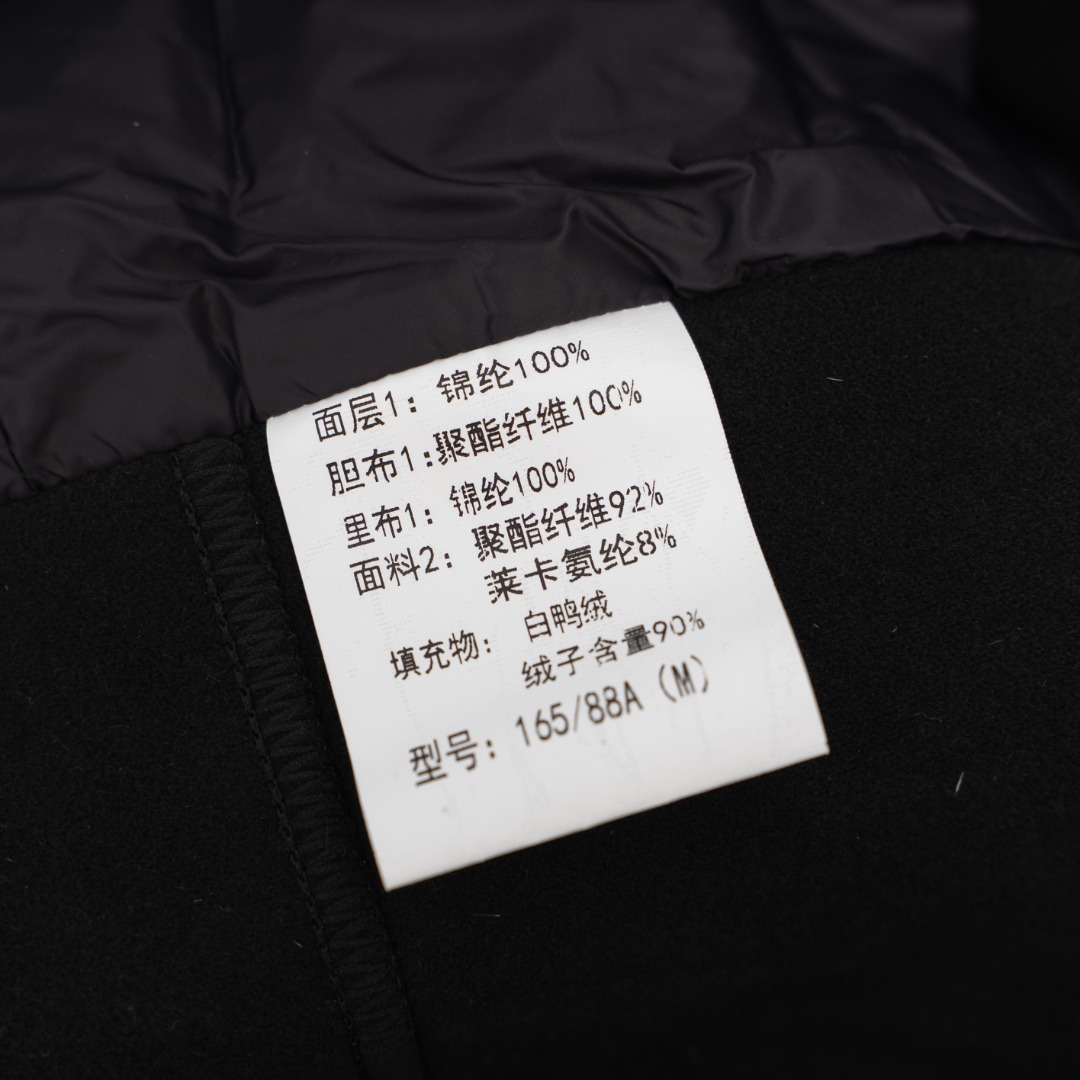 面层1: 锦纶100%
胆布1:聚酯纤维100%
里布1: 锦纶100%
面料2: 聚酯纤维92%
莱卡氨纶8%
填充物: 白鸭绒
绒子含量90%
型号: 165/88A (M)